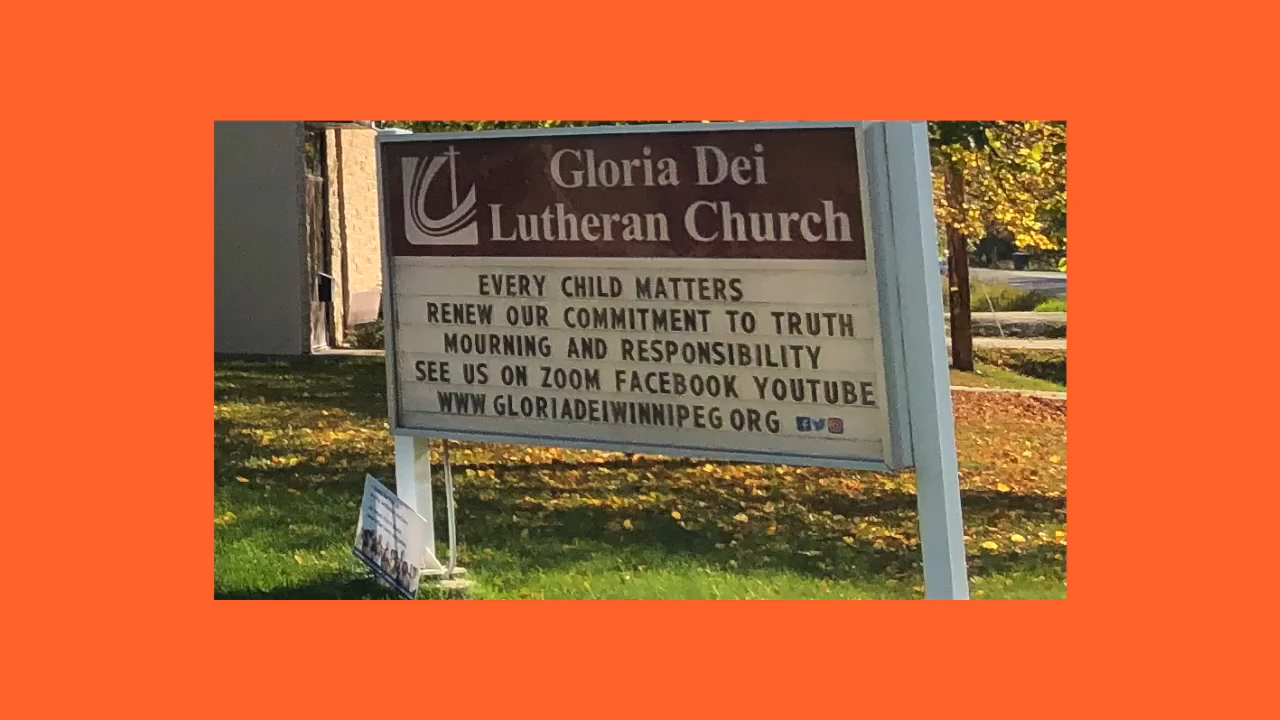 Gloria Dei
Lutheran Church
EVERY CHILD MATTERS
RENEW OUR COMMITMENT TO TRUTH
MOURNING AND RESPONSIBILITY
SEE US ON ZOOM FACEBOOK YOUTUBE
WWW GLORIADEIWINNIPEG ORG